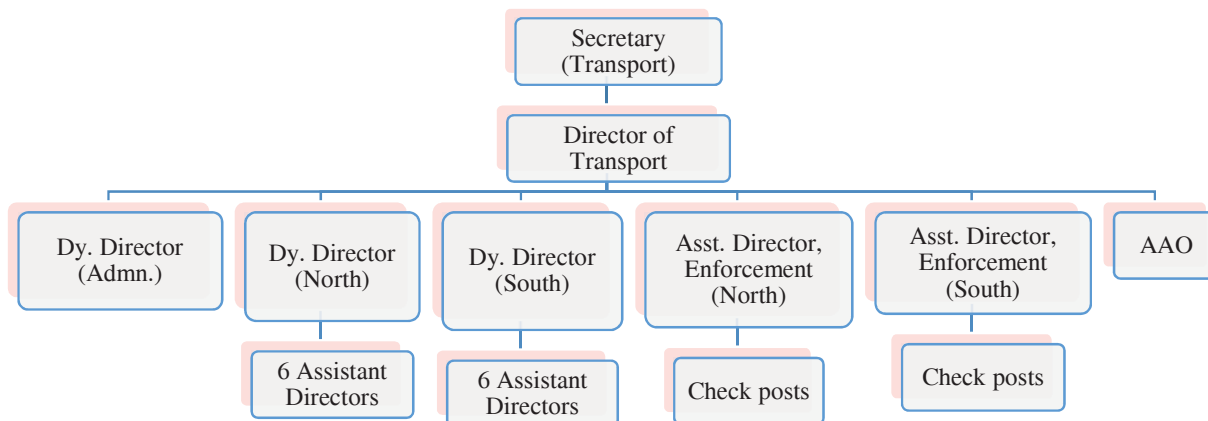 Secretary
(Transport)
Director of
Transport
Dy. Director
(Admn.)
Dy. Director
(North)
Dy. Director
(South)
Asst. Director,
Enforcement
(North)
Asst. Director,
Enforcement
(South)
AAO
6 Assistant
Directors
6 Assistant
Directors
Check posts
Check posts